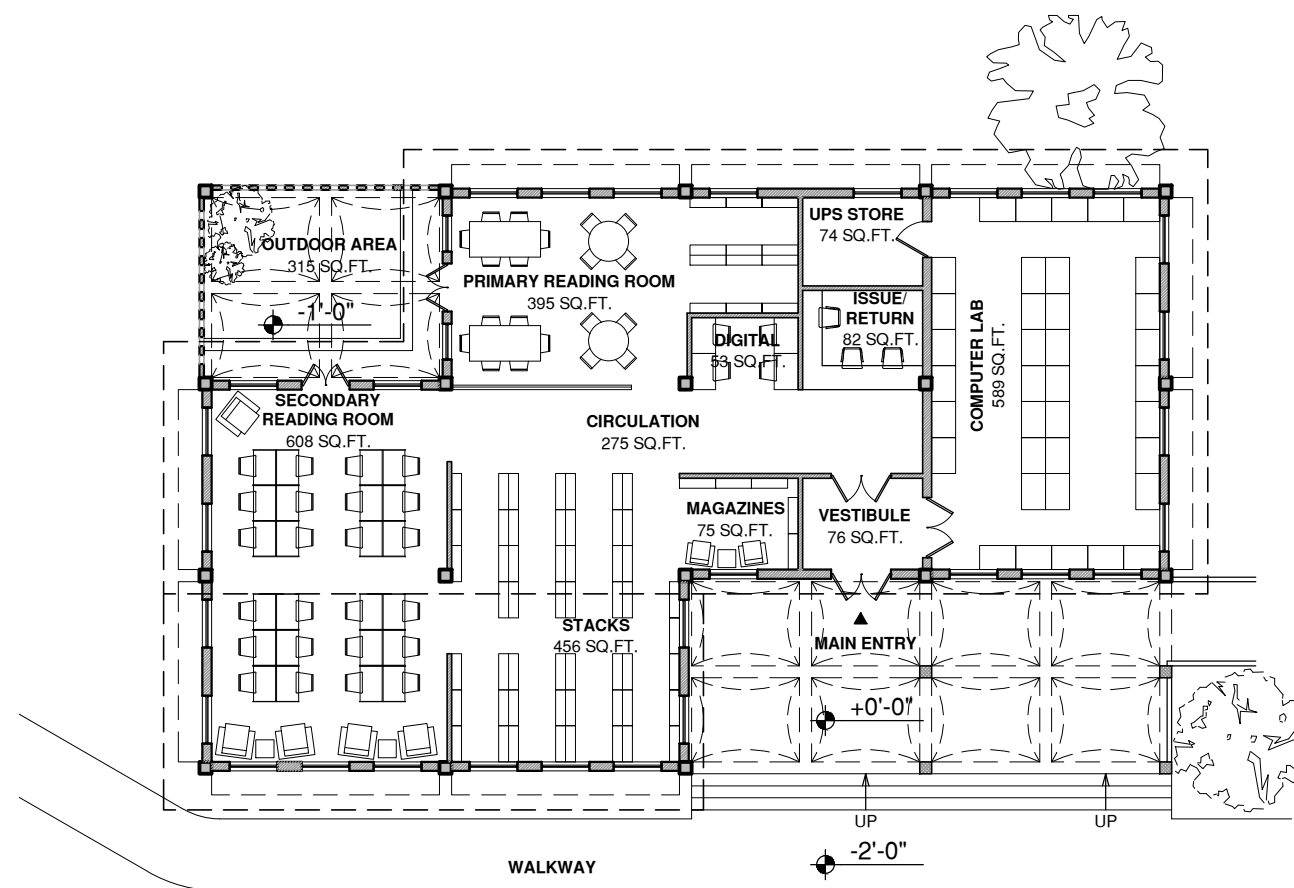 UPS STORE
74 SQ.FT.
OUTDOOR AREA
315 SQ.FT.
-1'-0"
PRIMARY READING ROOM
395 SQ.FT.
ISSUE/
RETURN
82 SQ.FT.
DIGITAL
53 SQ.FT.
COMPUTER LAB
589 SQ.FT.
SECONDARY
READING ROOM
608 SQ.FT.
CIRCULATION
275 SQ.FT.
MAGAZINES
75 SQ.FT.
VESTIBULE
76 SQ.FT.
STACKS
456 SQ.FT.
MAIN ENTRY
+0'-0"
UP
UP
-2'-0"
WALKWAY